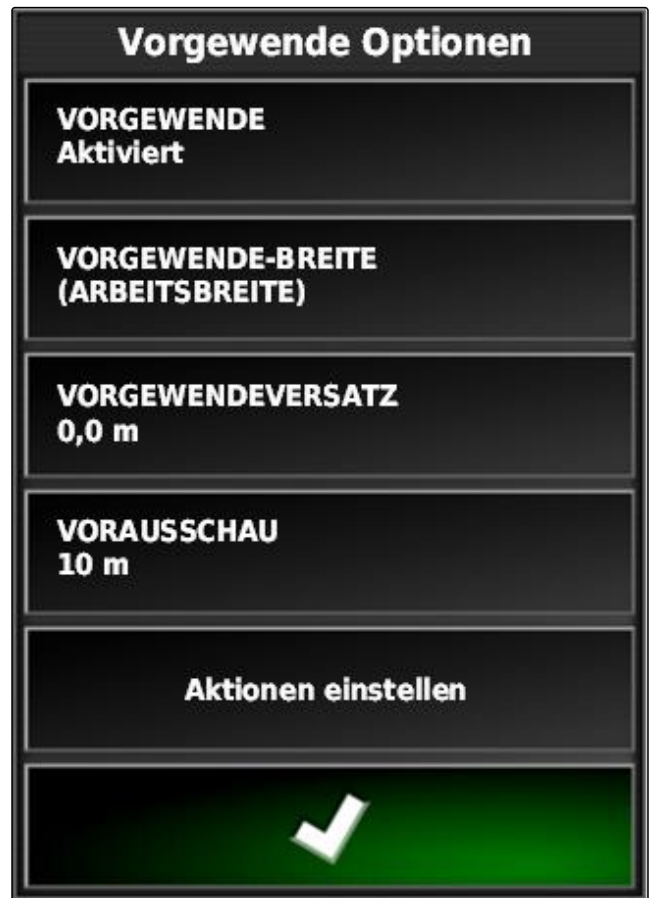 Vorgewende Optionen
VORGEWENDE
Aktiviert
VORGEWENDE-BREITE
(ARBEITSBREITE)
VORGEWENDEVERSATZ
0,0 m
VORAUSSCHAU
10 m
Aktionen einstellen